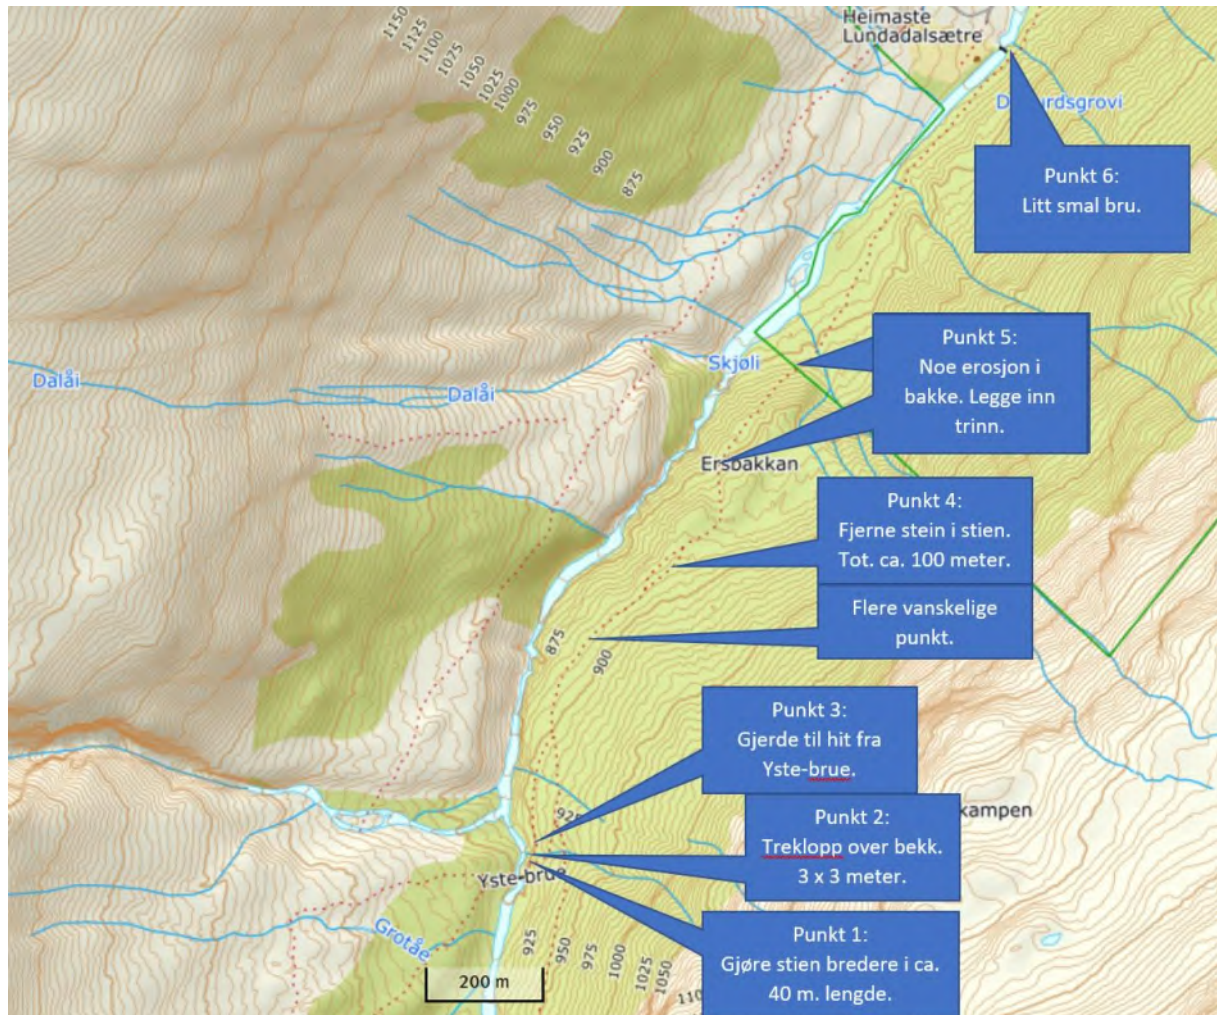 Heimaste
Lundadalsætre
1150
1125
1100
1075
1050
1025
1000
975
950
925
900
875
Punkt 6:
Litt smal bru.
Punkt 5:
Noe erosjon i
bakke. Legge inn
trinn.
Skjøli
Dalåi
Dalåi
Ersbakkan
Punkt 4:
Fjerne stein i stien.
Tot. ca. 100 meter.
Flere vanskelige
punkt.
875
900
Punkt 3:
Gjerde til hit fra
Yste-brue.
kampen
Punkt 2:
Treklopp over bekk.
3 x 3 meter.
Yste-brue
Grotåe
Punkt 1:
Gjøre stien bredere i ca.
40 m. lengde.
925
950
975
1000
1025
1050
200 m